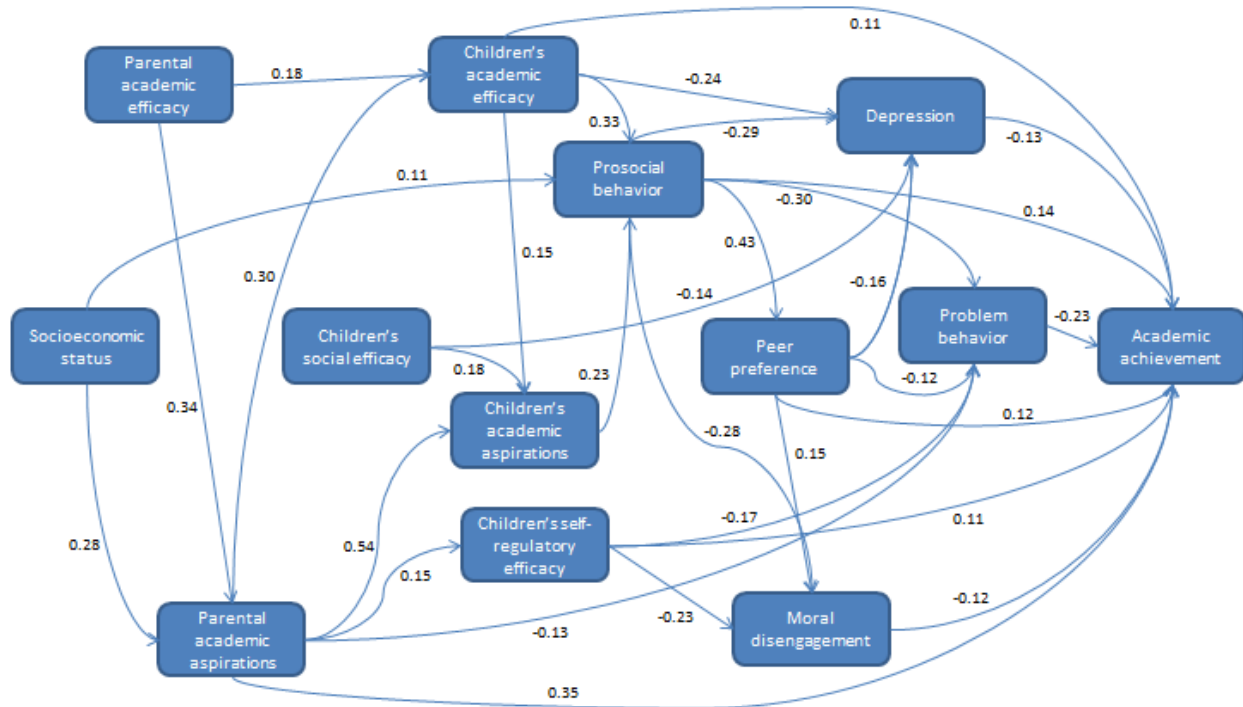 0.11
Children's
academic
efficacy
Parental
academic
efficacy
0.18
-0.24
Depression
0.33
-0.29
-0.13
Prosocial
behavior
0.11
-0.30
0.14
0.43
0.15
0.30
-0.16
-0.14
Socioeconomic
status
Children's
social efficacy
Peer
preference
Problem
behavior
-0.23
Academic
achievement
0.18
0.23
-0.12
0.34
Children's
academic
aspirations
0.12
-0.28
0.15
Children's self-
regulatory
efficacy
-0.17
0.11
0.28
0.54
0.15
-0.23
-0.12
Parental
academic
aspirations
-0.13
Moral
disengagement
0.35